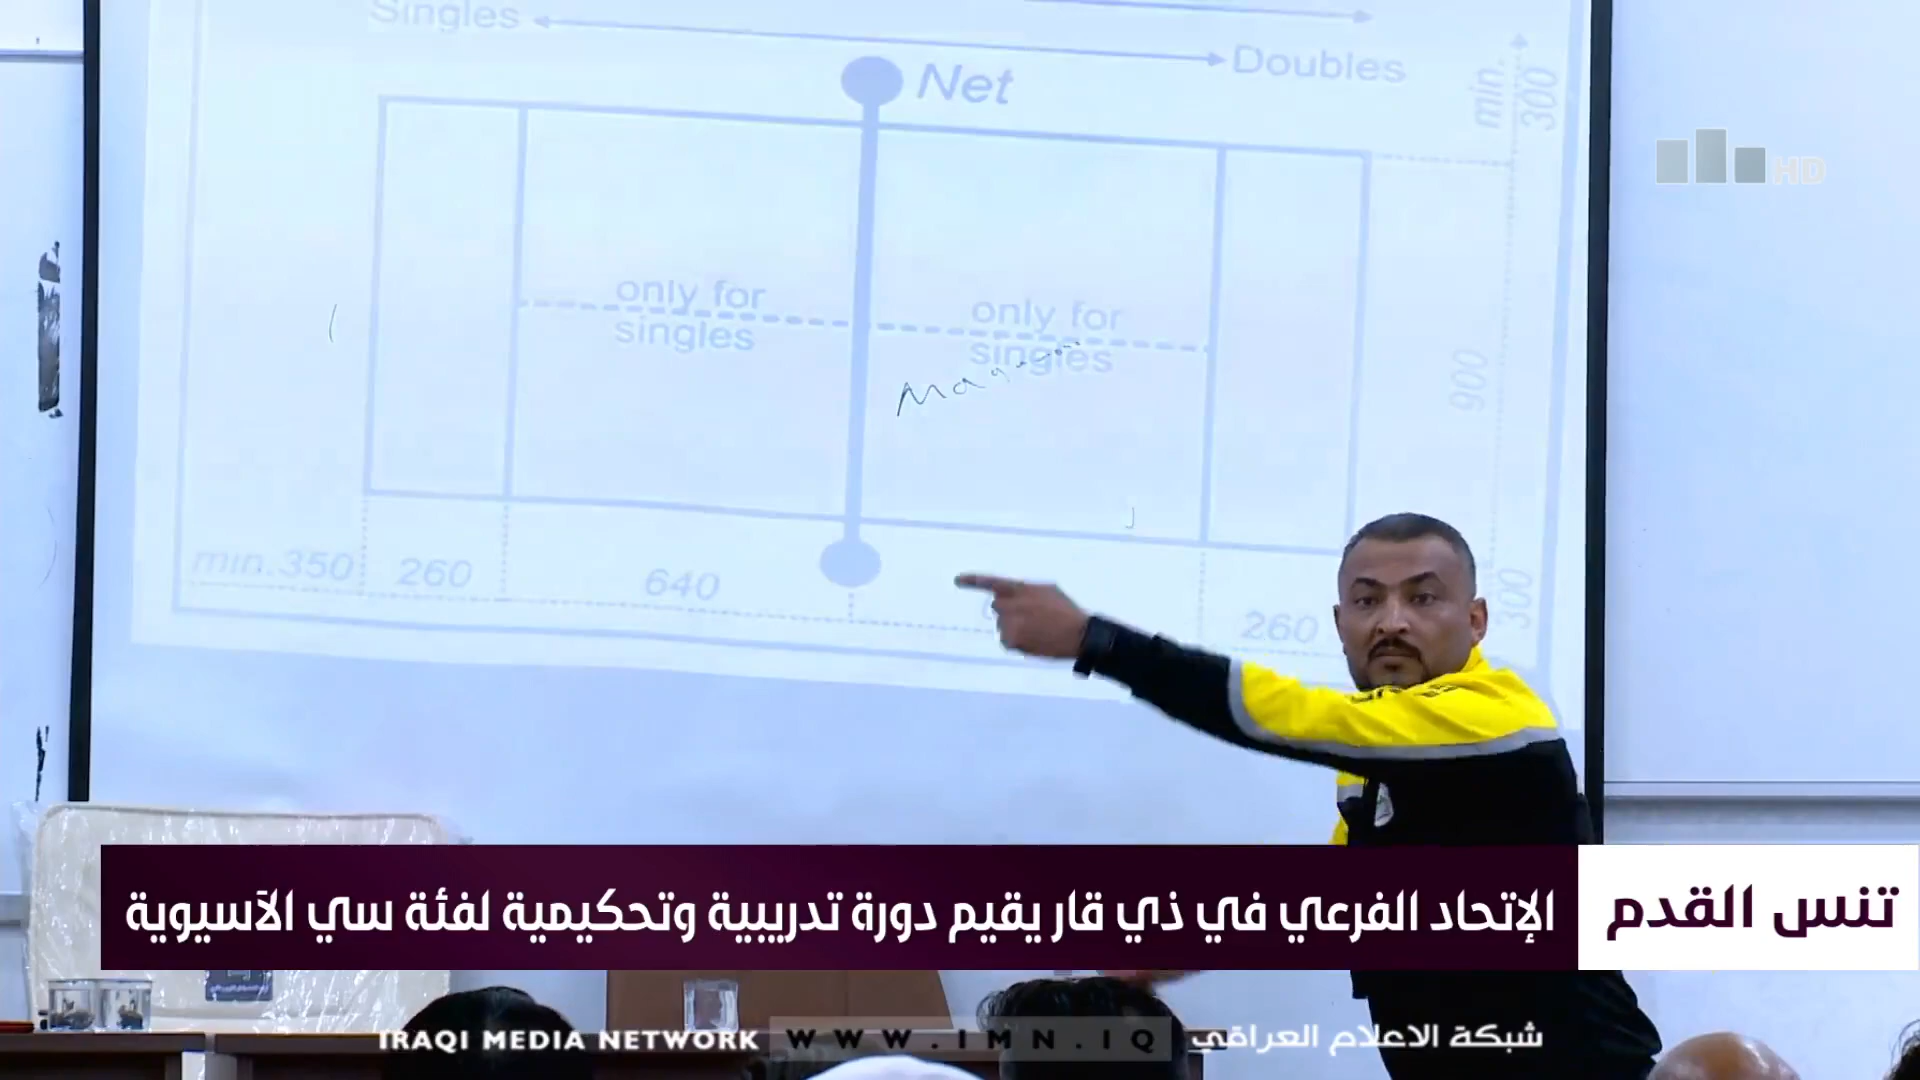 Singles
Doubles
Net
min.
300
HD
only for
singles
only for
singles
900
min.350
260
640
260
300
تنس القدم
الإتحاد الفرعي في ذي قار يقيم دورة تدريبية وتحكيمية لفئة سي الآسيوية
IRAQI MEDIA NETWORK WWW.IMN.IQ شبكة الاعلام العراقي